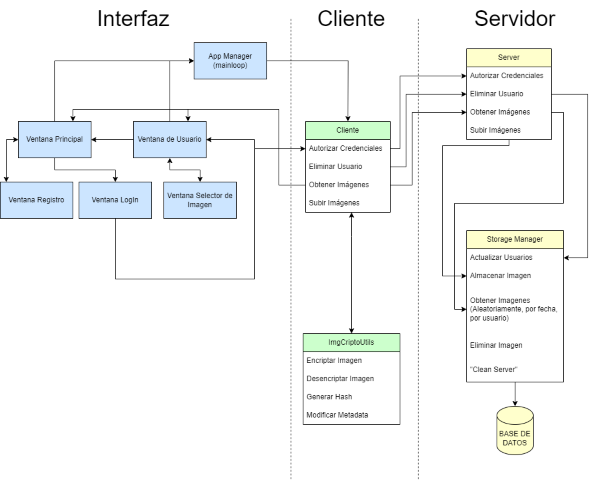 Interfaz
Cliente
Servidor
App Manager
(mainloop)
Ventana Principal
Ventana de Usuario
Ventana Registro
Ventana LogIn
Ventana Selector de
Imagen
Cliente
Autorizar Credenciales
Eliminar Usuario
Obtener Imágenes
Subir Imágenes
ImgCriptoUtils
Encriptar Imagen
Desencriptar Imagen
Generar Hash
Modificar Metadata
Server
Autorizar Credenciales
Eliminar Usuario
Obtener Imágenes
Subir Imágenes
Storage Manager
Actualizar Usuarios
Almacenar Imagen
Obtener Imagenes
(Aleatoriamente, por fecha,
por usuario)
Eliminar Imagen
"Clean Server"
BASE DE
DATOS